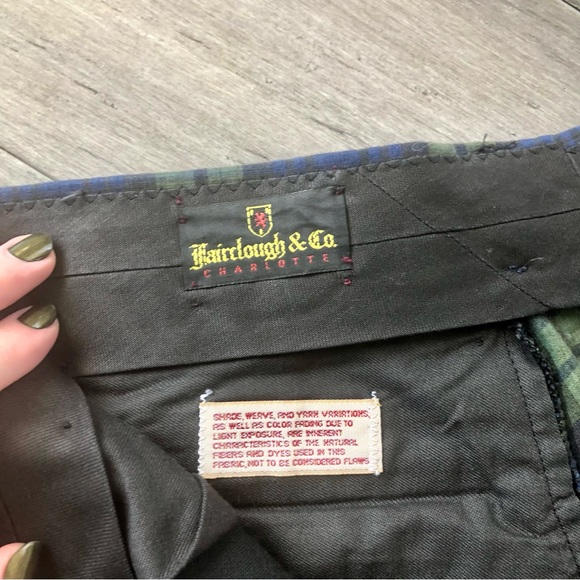 Fairclough & Co.
CHARLOTTE
SHADE, WEAVE, AND YARN VARIATIONS,
AS WELL AS COLOR FADING DUE TO
LIGHT EXPOSURE, ARE INHERENT
CHARACTERISTICS OF THE NATURAL
FIBERS AND DYES USED IN THIS
FABRIC, NOT TO BE CONSIDERED FLAWS